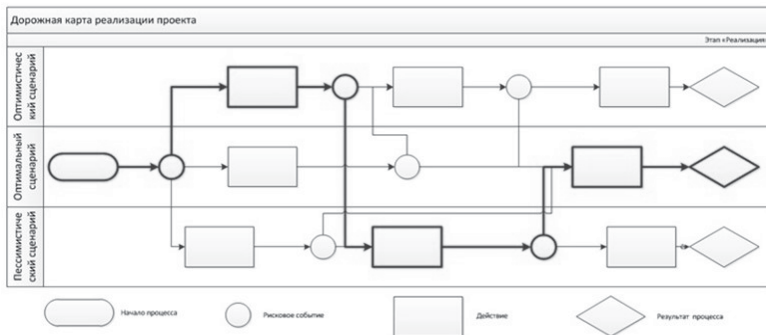 Дорожная карта реализации проекта
Этап «Реализация
Оптимистичес
кий сценарий
Оптимальный
сценарий
Пессимистиче
ский сценарий
Начало процесса
Рисковое событие
Действие
Результат процесса